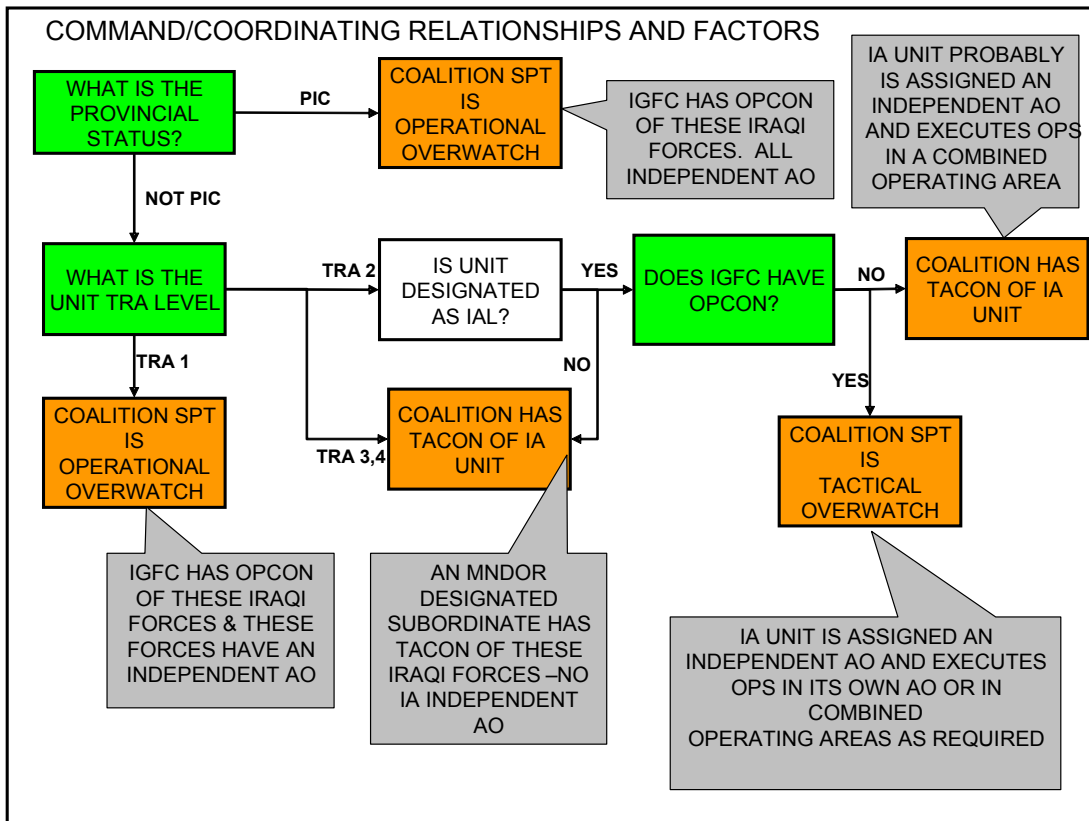 COMMAND/COORDINATING RELATIONSHIPS AND FACTORS
WHAT IS THE
PROVINCIAL
STATUS?
PIC
COALITION SPT
IS
OPERATIONAL
OVERWATCH
IGFC HAS OPCON
OF THESE IRAQI
FORCES. ALL
INDEPENDENT AO
IA UNIT PROBABLY
IS ASSIGNED AN
INDEPENDENT AO
AND EXECUTES OPS
IN A COMBINED
OPERATING AREA
NOT PIC
WHAT IS THE
UNIT TRA LEVEL
TRA 2
IS UNIT
DESIGNATED
AS IAL?
YES
DOES IGFC HAVE
OPCON?
NO
COALITION HAS
TACON OF IA
UNIT
TRA 1
NO
YES
COALITION SPT
IS
OPERATIONAL
OVERWATCH
TRA 3,4
COALITION HAS
TACON OF IA
UNIT
COALITION SPT
IS
TACTICAL
OVERWATCH
IGFC HAS OPCON
OF THESE IRAQI
FORCES & THESE
FORCES HAVE AN
INDEPENDENT AO
AN MNDOR
DESIGNATED
SUBORDINATE HAS
TACON OF THESE
IRAQI FORCES –NO
IA INDEPENDENT
AO
IA UNIT IS ASSIGNED AN
INDEPENDENT AO AND EXECUTES
OPS IN ITS OWN AO OR IN
COMBINED
OPERATING AREAS AS REQUIRED